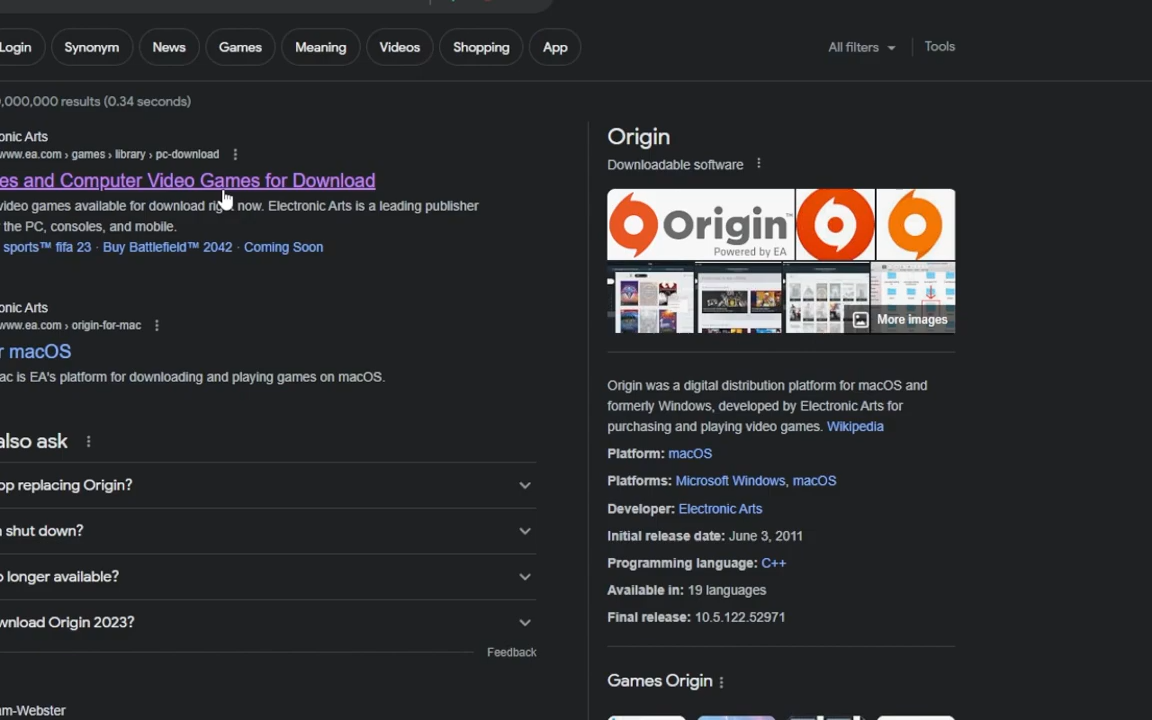 Login Synonym News Games Meaning Videos Shopping App All filters Tools
,000,000 results (0.34 seconds)
onic Arts
www.ea.com › games › library › pc-download
es and Computer Video Games for Download
video games available for download right now. Electronic Arts is a leading publisher
r the PC, consoles, and mobile.
sports™ fifa 23 · Buy Battlefield™ 2042 · Coming Soon
onic Arts
www.ea.com › origin-for-mac
r macOS
ac is EA's platform for downloading and playing games on macOS.
also ask
pp replacing Origin?
n shut down?
o longer available?
wnload Origin 2023?
Feedback
am-Webster
Origin
Downloadable software
Origin™
Powered by EA
More images
Origin was a digital distribution platform for macOS and
formerly Windows, developed by Electronic Arts for
purchasing and playing video games. Wikipedia
Platform: macOS
Platforms: Microsoft Windows, macOS
Developer: Electronic Arts
Initial release date: June 3, 2011
Programming language: C++
Available in: 19 languages
Final release: 10.5.122.52971
Games Origin